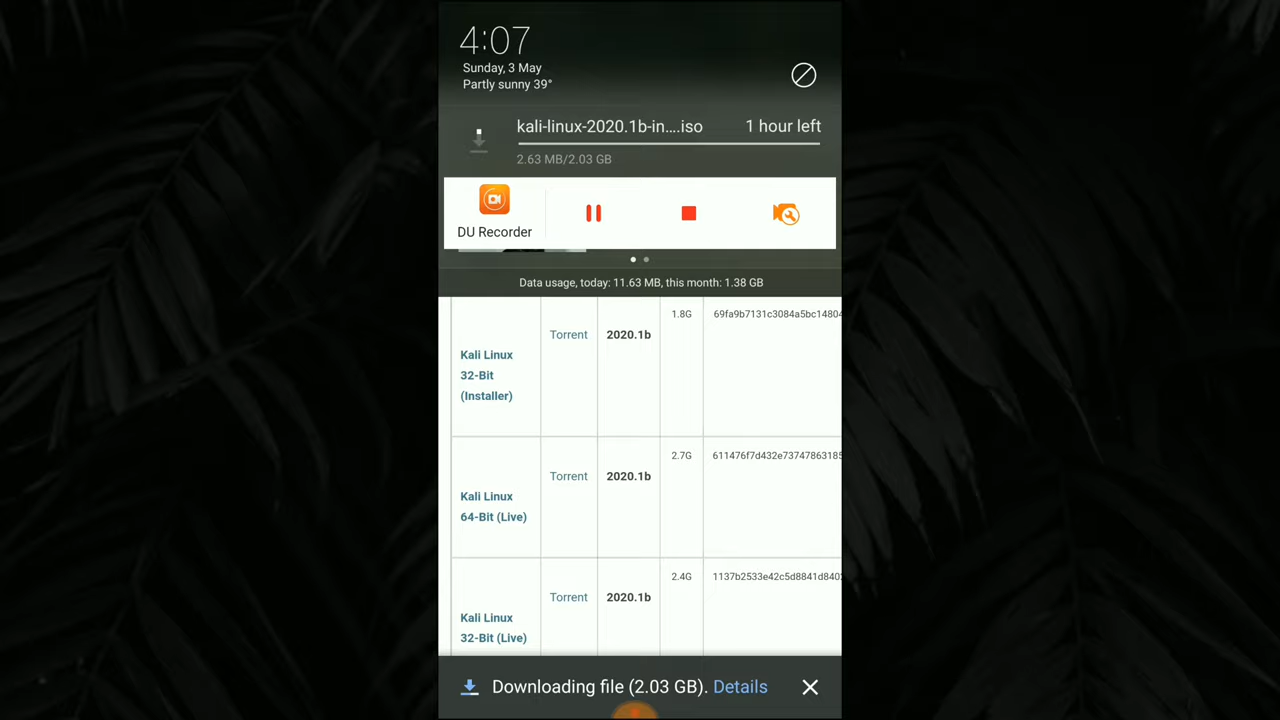 4:07
Sunday, 3 May
Partly sunny 39°
kali-linux-2020.1b-in....iso 1 hour left
2.63 MB/2.03 GB
DU Recorder
Data usage, today: 11.63 MB, this month: 1.38 GB
Kali Linux
32-Bit
(Installer)
Torrent
2020.1b
1.8G
69fa9b7131c3084a5bc14804
Kali Linux
64-Bit (Live)
Torrent
2020.1b
2.7G
611476f7d432e73747863185
Kali Linux
32-Bit (Live)
Torrent
2020.1b
2.4G
1137b2533e42c5d8841d840
Downloading file (2.03 GB). Details